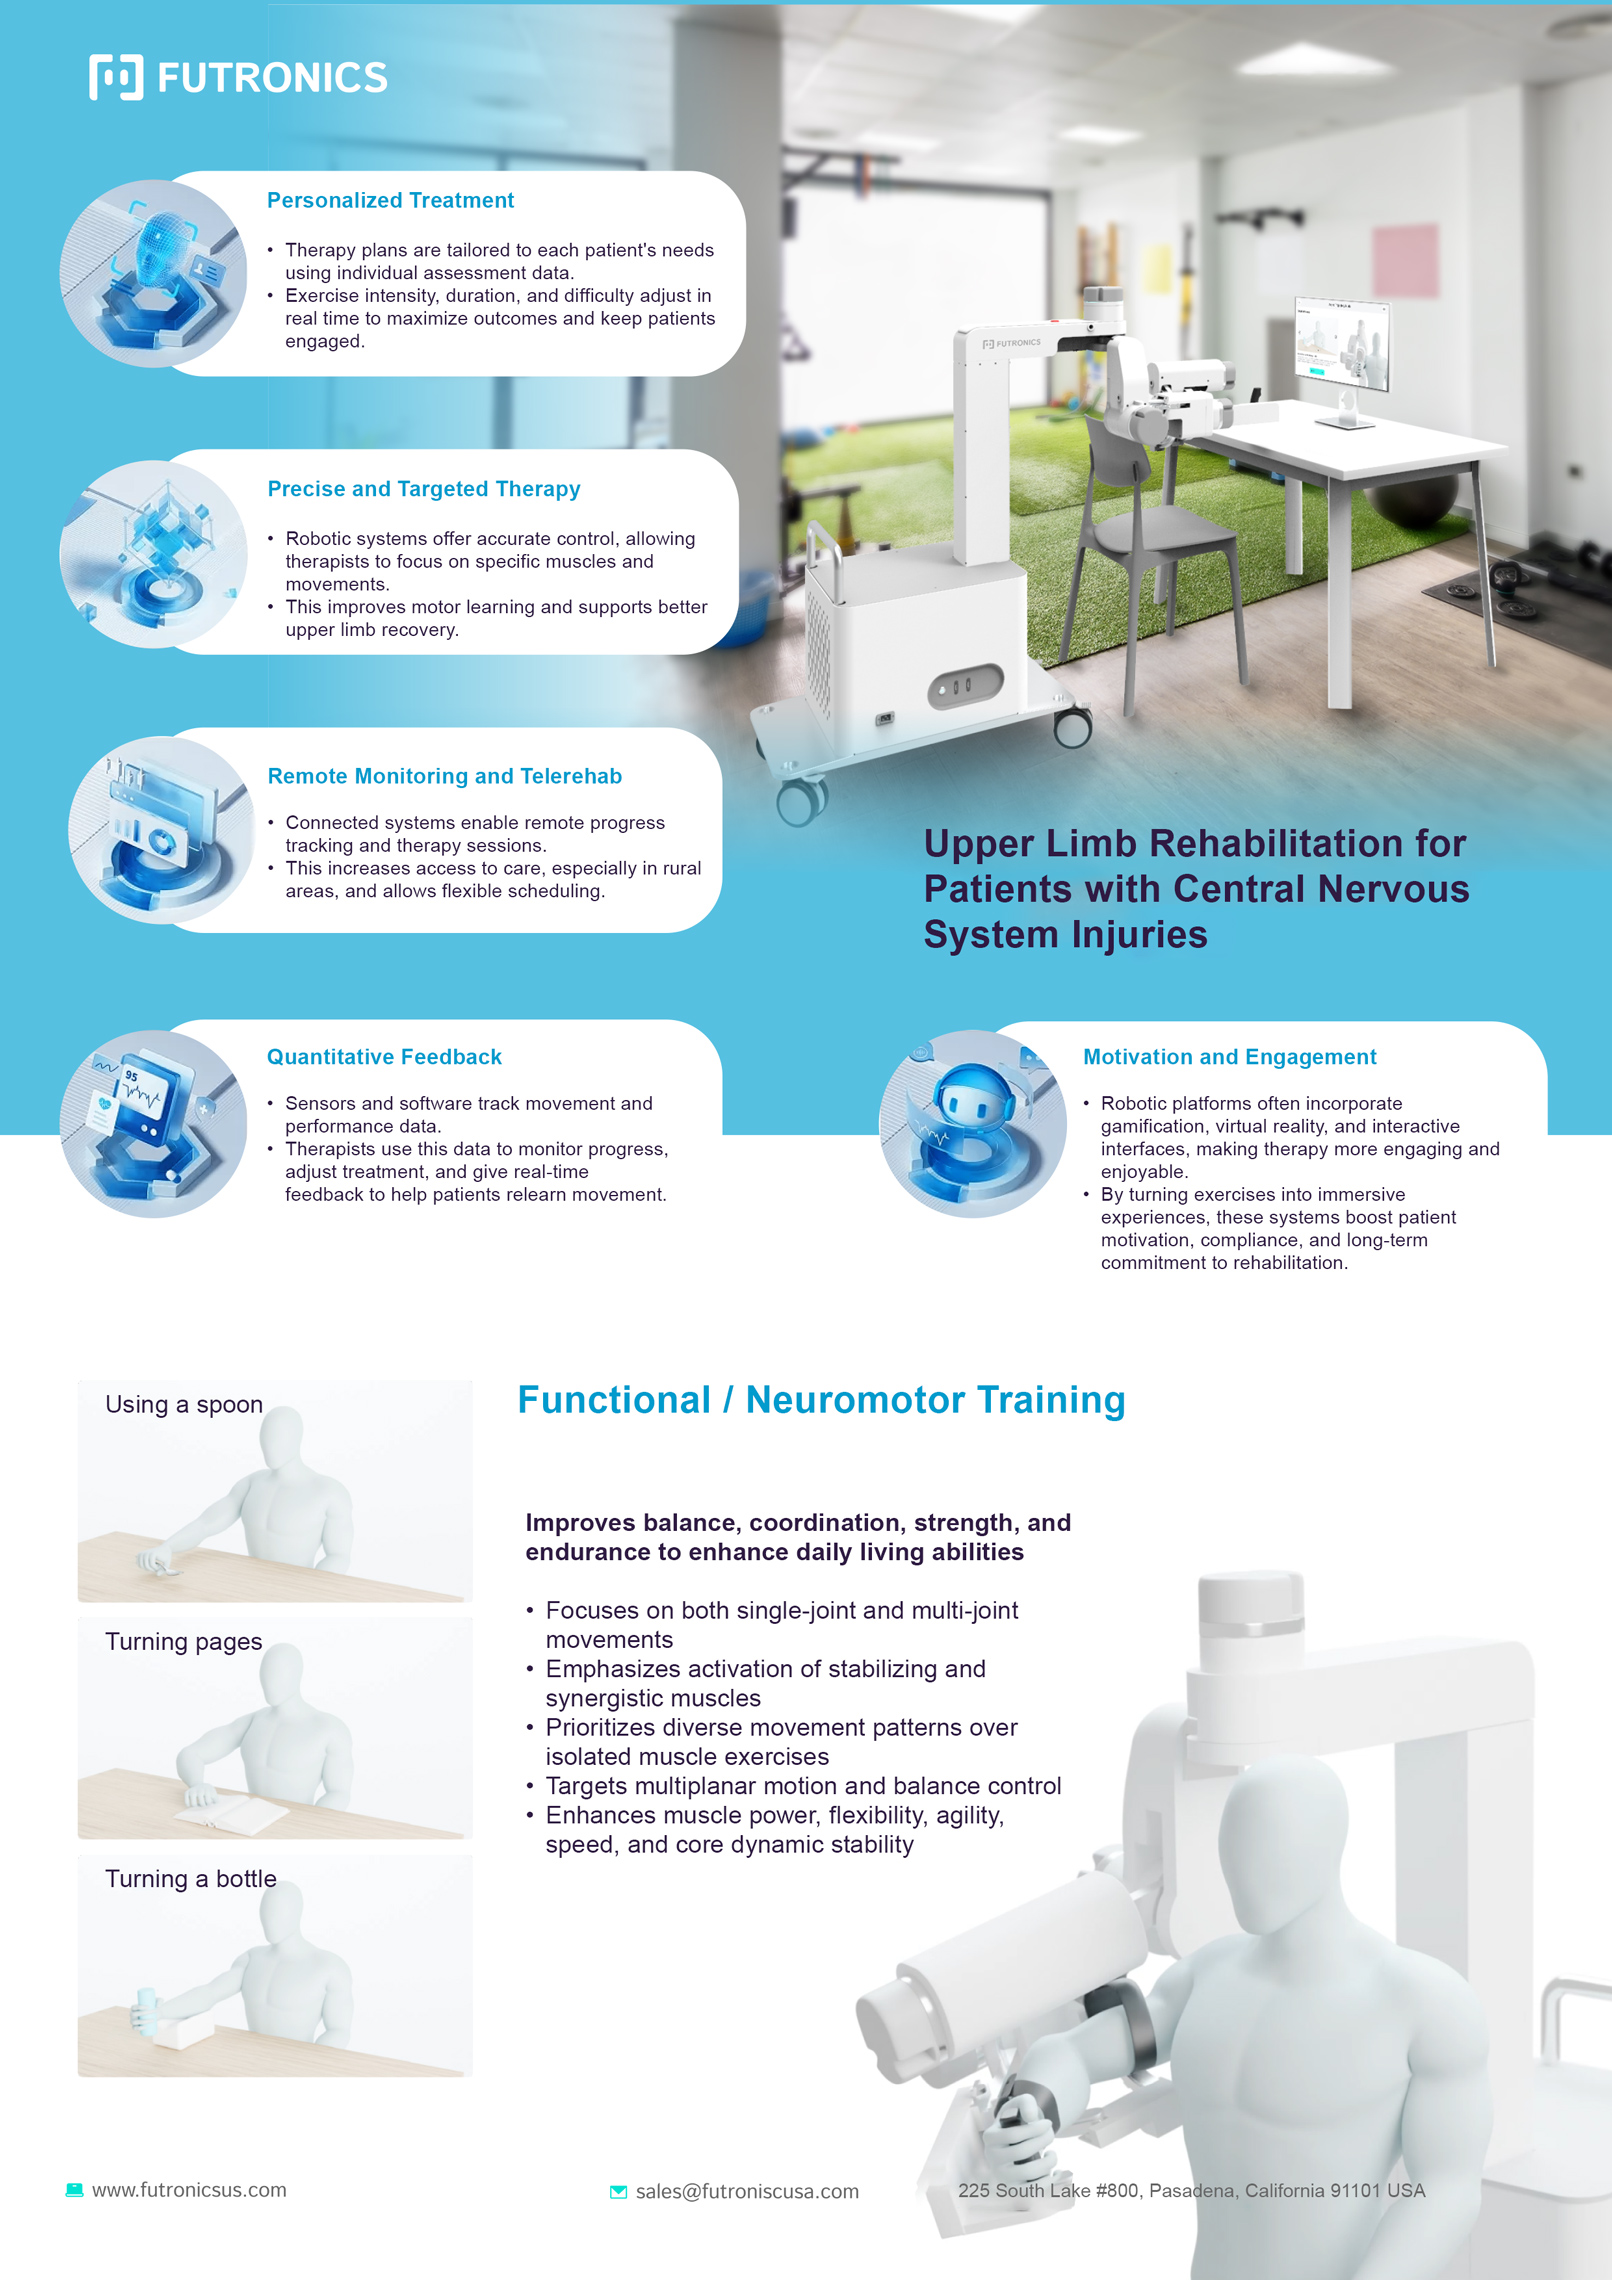 FUTRONICS
Personalized Treatment
• Therapy plans are tailored to each patient's needs
using individual assessment data.
• Exercise intensity, duration, and difficulty adjust in
real time to maximize outcomes and keep patients
engaged.
FUTRONICS
Precise and Targeted Therapy
• Robotic systems offer accurate control, allowing
therapists to focus on specific muscles and
movements.
• This improves motor learning and supports better
upper limb recovery.
Remote Monitoring and Telerehab
• Connected systems enable remote progress
tracking and therapy sessions.
• This increases access to care, especially in rural
areas, and allows flexible scheduling.
Upper Limb Rehabilitation for
Patients with Central Nervous
System Injuries
Quantitative Feedback
95
• Sensors and software track movement and
performance data.
• Therapists use this data to monitor progress,
adjust treatment, and give real-time
feedback to help patients relearn movement.
Motivation and Engagement
• Robotic platforms often incorporate
gamification, virtual reality, and interactive
interfaces, making therapy more engaging and
enjoyable.
• By turning exercises into immersive
experiences, these systems boost patient
motivation, compliance, and long-term
commitment to rehabilitation.
Using a spoon
Turning pages
Turning a bottle
Functional / Neuromotor Training
Improves balance, coordination, strength, and
endurance to enhance daily living abilities
• Focuses on both single-joint and multi-joint
movements
• Emphasizes activation of stabilizing and
synergistic muscles
• Prioritizes diverse movement patterns over
isolated muscle exercises
• Targets multiplanar motion and balance control
• Enhances muscle power, flexibility, agility,
speed, and core dynamic stability
www.futronicsus.com
sales@futroniscusa.com
225 South Lake #800, Pasadena, California 91101 USA